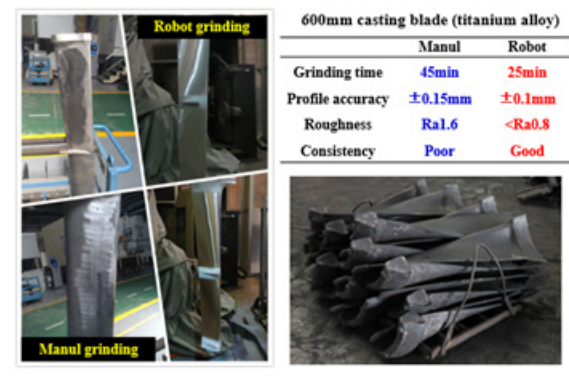 Robot grinding
Manul grinding
600mm casting blade (titanium alloy)
Manul Robot
Grinding time 45min 25min
Profile accuracy ±0.15mm ±0.1mm
Roughness Ra1.6 <Ra0.8
Consistency Poor Good